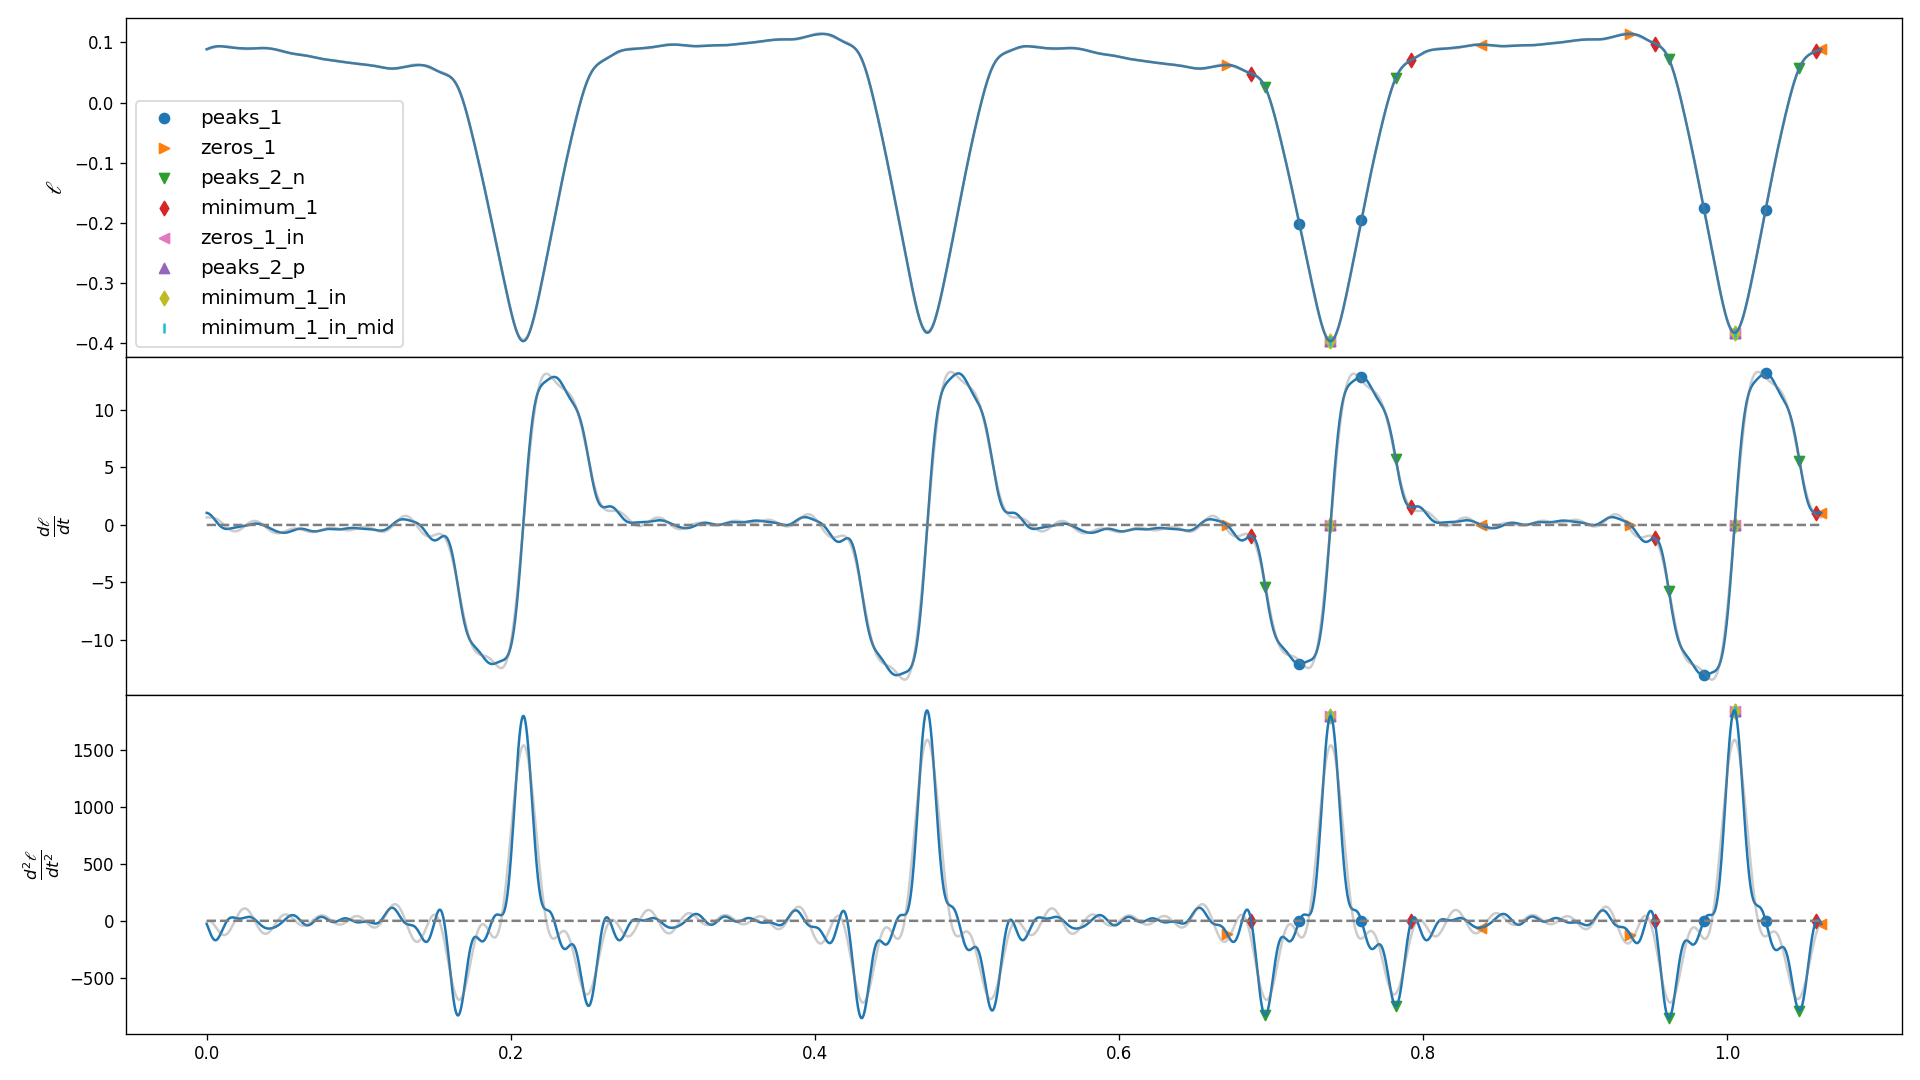 0.1
0.0
−0.1
−0.2
−0.3
−0.4
ℓ
peaks_1
zeros_1
peaks_2_n
minimum_1
zeros_1_in
peaks_2_p
minimum_1_in
minimum_1_in_mid
10
5
0
−5
−10
dℓ
dt
1500
1000
500
0
−500
d²ℓ
dt²
0.0 0.2 0.4 0.6 0.8 1.0